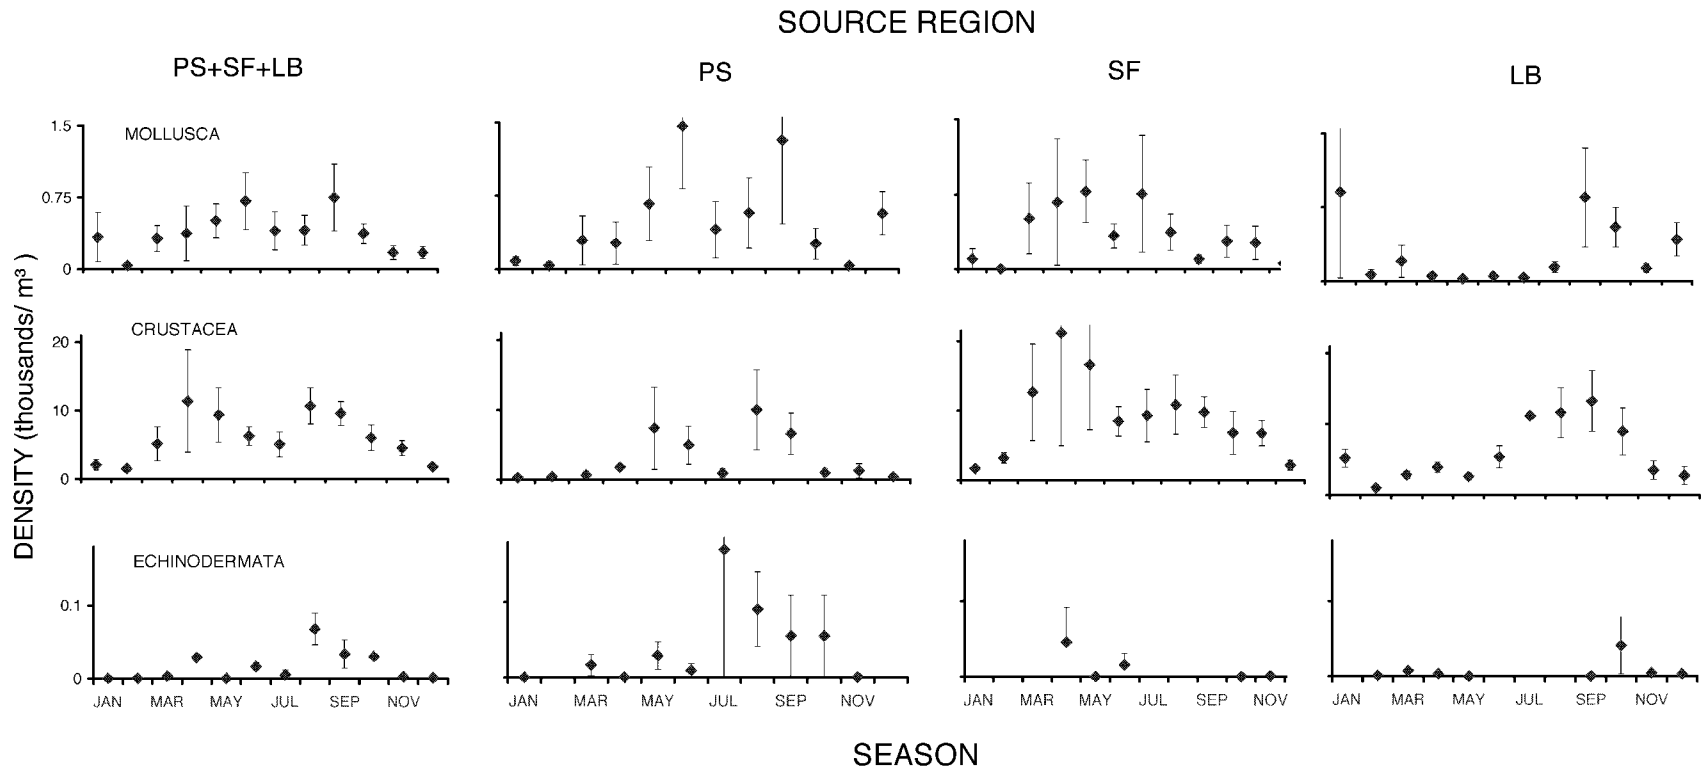 SOURCE REGION
PS+SF+LB PS SF LB
MOLLUSCA
1.5
0.75
0
CRUSTACEA
20
10
0
ECHINODERMATA
0.1
0
DENSITY (thousands/ m³ )
JAN MAR MAY JUL SEP NOV
JAN MAR MAY JUL SEP NOV
JAN MAR MAY JUL SEP NOV
JAN MAR MAY JUL SEP NOV
SEASON